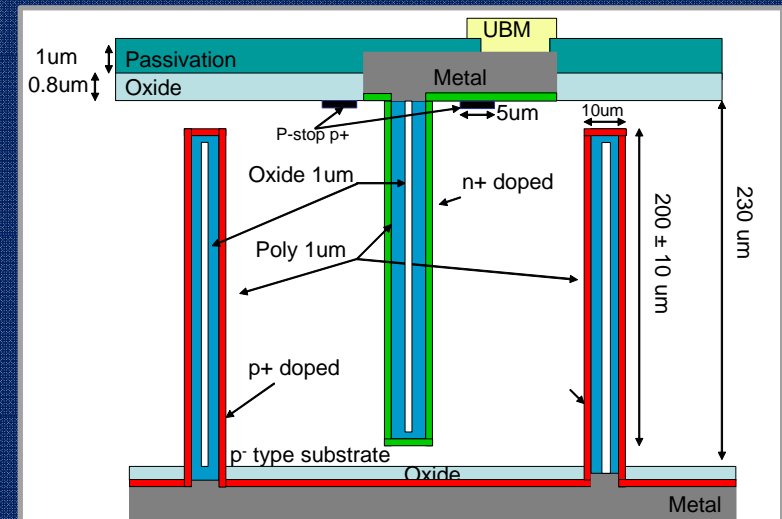 UBM
1um
Passivation
Metal
0.8um
Oxide
5um
10um
P-stop p+
Oxide 1um
n+ doped
200 ± 10 um
230 um
Poly 1um
p+ doped
p- type substrate
Oxide
Metal